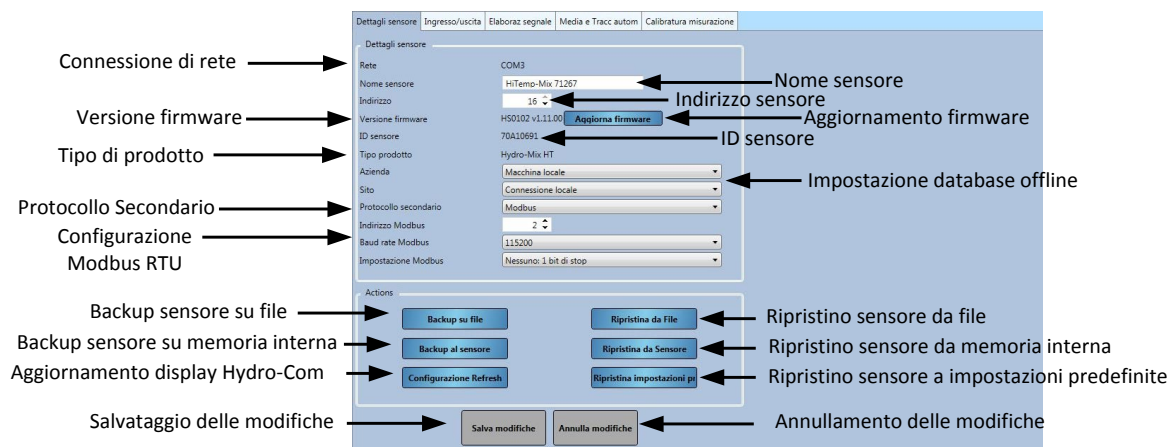 Dettagli sensore Ingresso/uscita Elaboraz segnale Media e Tracc autom Calibratura misurazione
Dettagli sensore
Connessione di rete
Rete COM3
Nome sensore HiTemp-Mix 71267 Nome sensore
Indirizzo 16 Indirizzo sensore
Versione firmware
Versione firmware HS0102 v1.11.00 Aggiorna firmware Aggiornamento firmware
ID sensore 70A10691 ID sensore
Tipo di prodotto
Tipo prodotto Hydro-Mix HT
Azienda Macchina locale
Impostazione database offline
Sito Connessione locale
Protocollo Secondario
Protocollo secondario Modbus
Indirizzo Modbus 2
Configurazione
Modbus RTU
Baud rate Modbus 115200
Impostazione Modbus Nessuno: 1 bit di stop
Actions
Backup sensore su file Backup su file Ripristina da File Ripristino sensore da file
Backup sensore su memoria interna Backup al sensore Ripristina da Sensore Ripristino sensore da memoria interna
Aggiornamento display Hydro-Com Configurazione Refresh Ripristina impostazioni pr Ripristino sensore a impostazioni predefinite
Salvataggio delle modifiche Salva modifiche Annulla modifiche Annullamento delle modifiche